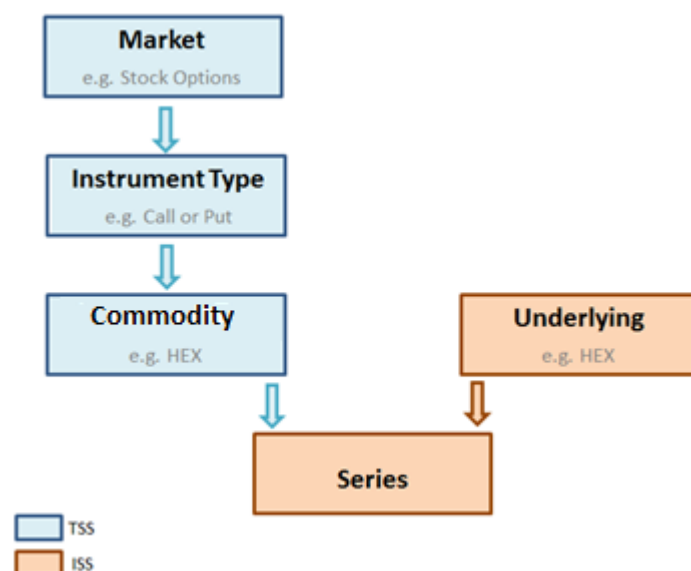 Market
e.g. Stock Options
Instrument Type
e.g. Call or Put
Commodity
e.g. HEX
Underlying
e.g. HEX
Series
TSS
ISS